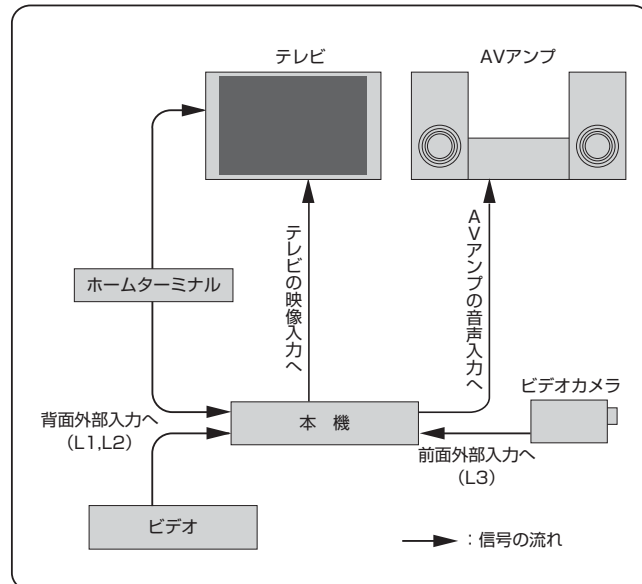 テレビ
AVアンプ
テレビの映像入力へ
AVアンプの音声入力へ
ホームターミナル
背面外部入力へ
(L1,L2)
本　機
ビデオカメラ
前面外部入力へ
(L3)
ビデオ
：信号の流れ